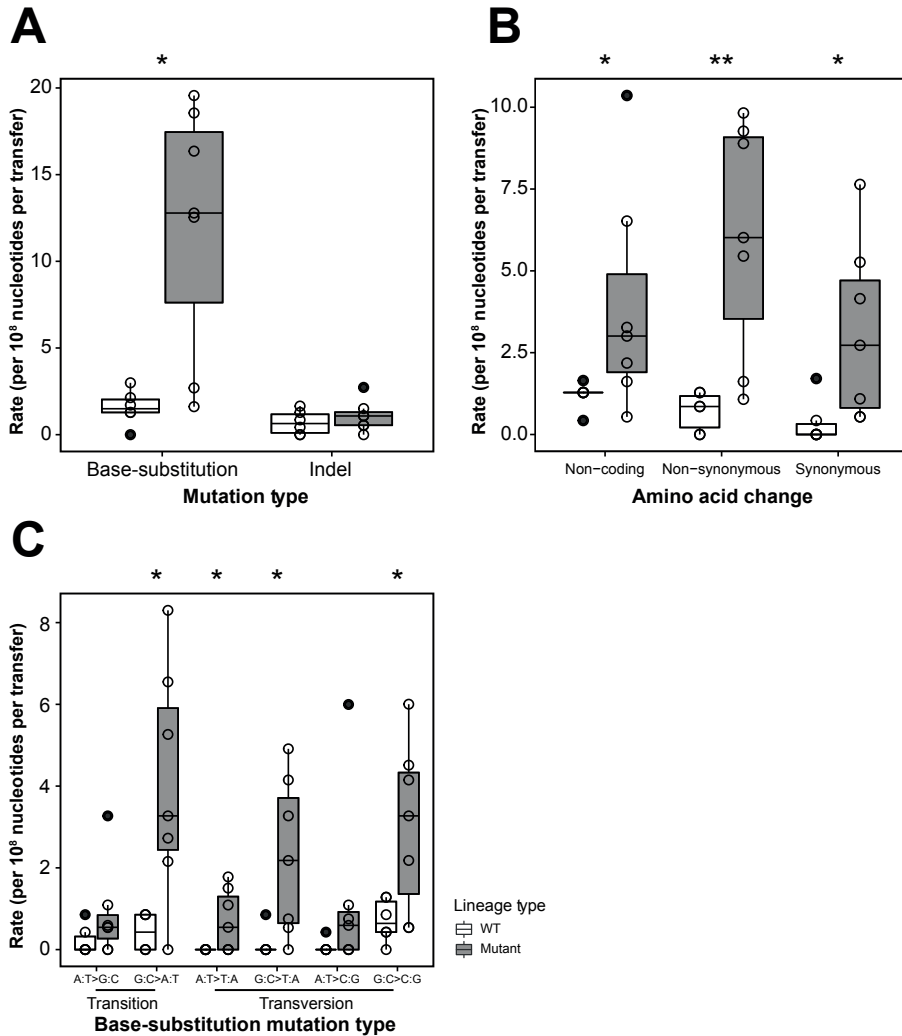 A
*
Rate (per 10⁸ nucleotides per transfer)
20
15
10
5
0
Base-substitution Indel
Mutation type
B
* ** *
Rate (per 10⁸ nucleotides per transfer)
10.0
7.5
5.0
2.5
0.0
Non−coding Non−synonymous Synonymous
Amino acid change
C
* * * *
Rate (per 10⁸ nucleotides per transfer)
8
6
4
2
0
A:T>G:C G:C>A:T A:T>T:A G:C>T:A A:T>C:G G:C>C:G
Transition Transversion
Base-substitution mutation type
Lineage type
WT
Mutant